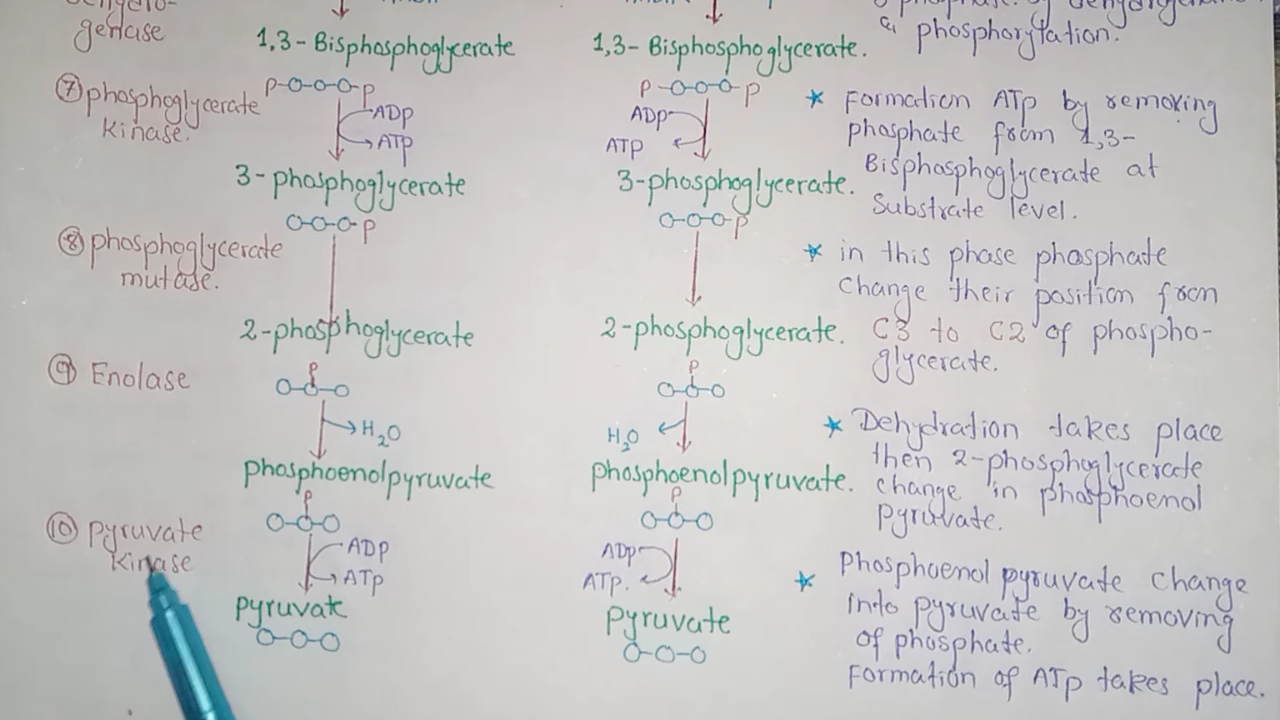 genase
1,3-Bisphosphoglycerate
1,3-Bisphosphoglycerate.
phosphorylation.
⑦ phosphoglycerate
kinase.
P-O-O-O-P
ADP
ATP
P-O-O-O-P
ADP
ATP
* Formation ATP by removing
phosphate from 1,3-
Bisphosphoglycerate at
Substrate level.
3-phosphoglycerate
O-O-O-P
3-phosphoglycerate.
O-O-O-P
⑧ phosphoglycerate
mutase.
* in this phase phosphate
change their position from
C3 to C2 of phospho-
glycerate.
2-phosphoglycerate
P
O-O-O
2-phosphoglycerate.
P
O-O-O
⑨ Enolase
H2O
H2O
* Dehydration takes place
then 2-phosphoglycerate
change in phosphoenol
pyruvate.
phosphoenolpyruvate
P
O-O-O
phosphoenolpyruvate.
P
O-O-O
⑩ pyruvate
kinase
ADP
ATP
ADP
ATP.
* Phosphoenol pyruvate change
into pyruvate by removing
of phosphate.
Formation of ATP takes place.
pyruvate
O-O-O
pyruvate
O-O-O